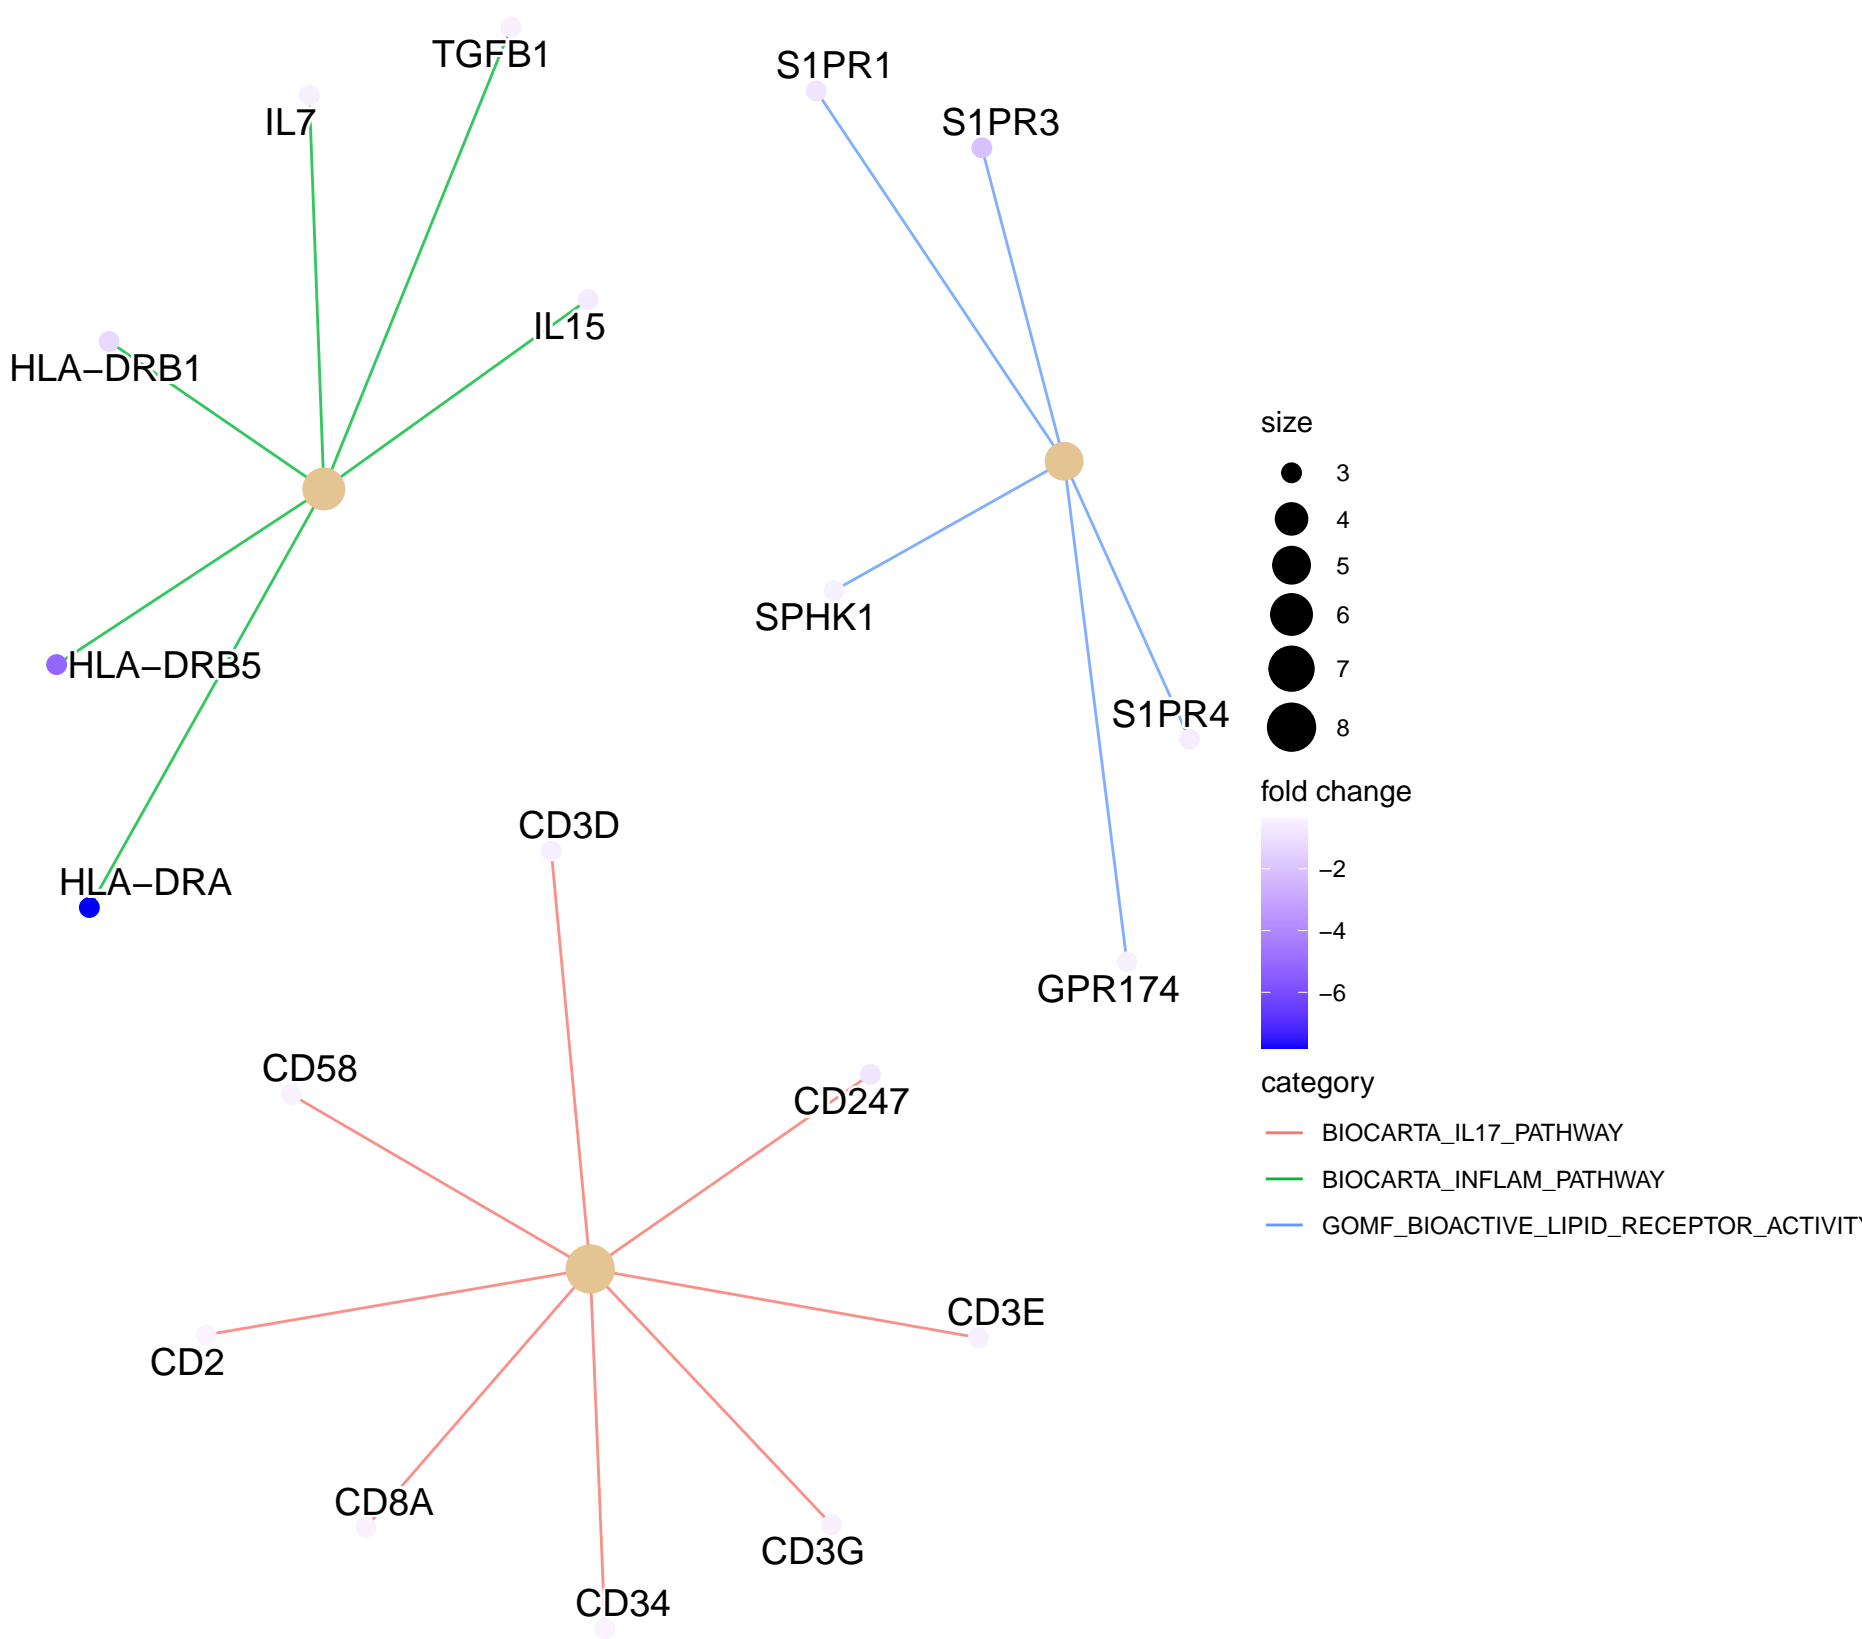 TGFB1
IL7
IL15
HLA−DRB1
HLA−DRB5
HLA−DRA
S1PR1
S1PR3
SPHK1
S1PR4
GPR174
CD3D
CD58
CD247
CD3E
CD2
CD8A
CD3G
CD34
size
3
4
5
6
7
8
fold change
−2
−4
−6
category
BIOCARTA_IL17_PATHWAY
BIOCARTA_INFLAM_PATHWAY
GOMF_BIOACTIVE_LIPID_RECEPTOR_ACTIVITY